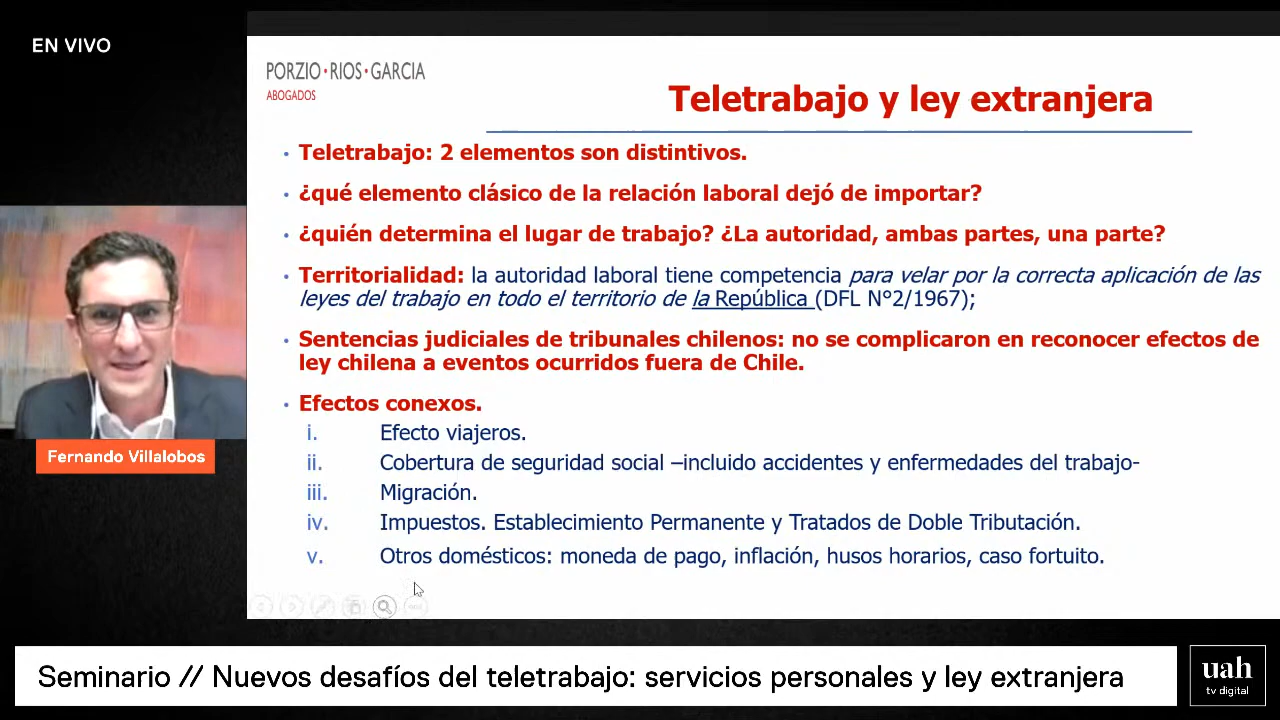 EN VIVO
PORZIO · RIOS · GARCIA
ABOGADOS
Teletrabajo y ley extranjera
• Teletrabajo: 2 elementos son distintivos.
• ¿qué elemento clásico de la relación laboral dejó de importar?
• ¿quién determina el lugar de trabajo? ¿La autoridad, ambas partes, una parte?
• Territorialidad: la autoridad laboral tiene competencia para velar por la correcta aplicación de las
leyes del trabajo en todo el territorio de la República (DFL N°2/1967);
• Sentencias judiciales de tribunales chilenos: no se complicaron en reconocer efectos de
ley chilena a eventos ocurridos fuera de Chile.
• Efectos conexos.
i. Efecto viajeros.
ii. Cobertura de seguridad social –incluido accidentes y enfermedades del trabajo-
iii. Migración.
iv. Impuestos. Establecimiento Permanente y Tratados de Doble Tributación.
v. Otros domésticos: moneda de pago, inflación, husos horarios, caso fortuito.
Fernando Villalobos
Seminario // Nuevos desafíos del teletrabajo: servicios personales y ley extranjera
uah
tv digital